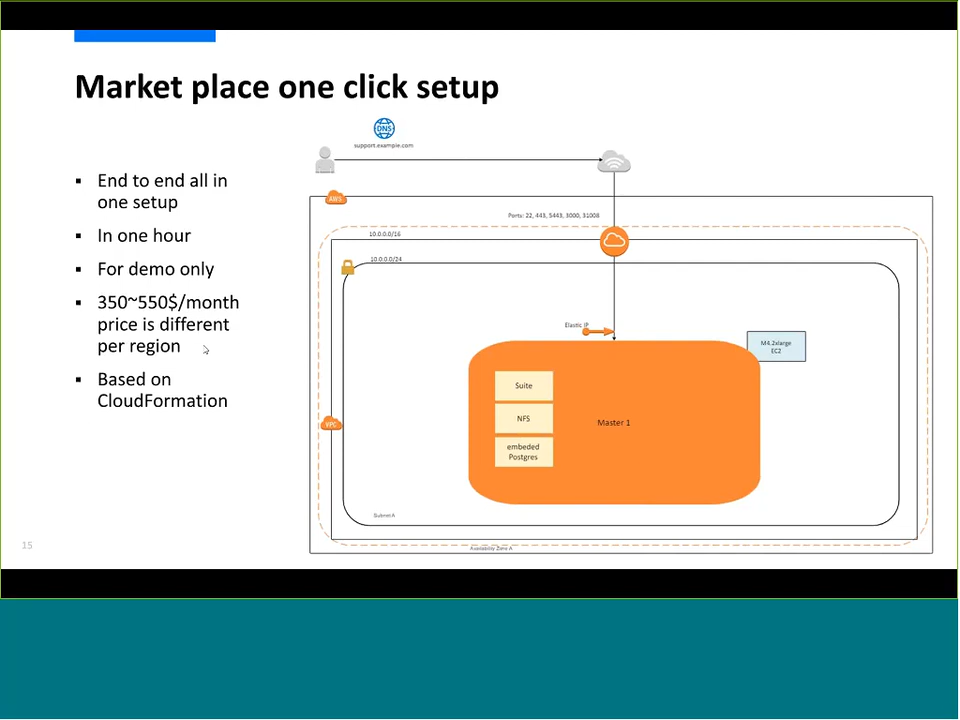 Market place one click setup
DNS
support.example.com
▪ End to end all in
one setup
▪ In one hour
▪ For demo only
▪ 350~550$/month
price is different
per region
▪ Based on
CloudFormation
AWS
Ports: 22, 443, 5443, 3000, 31008
10.0.0.0/16
10.0.0.0/24
Elastic IP
M4.2xlarge
EC2
Suite
NFS
Master 1
embeded
Postgres
VPC
Subnet A
Availability Zone A
15